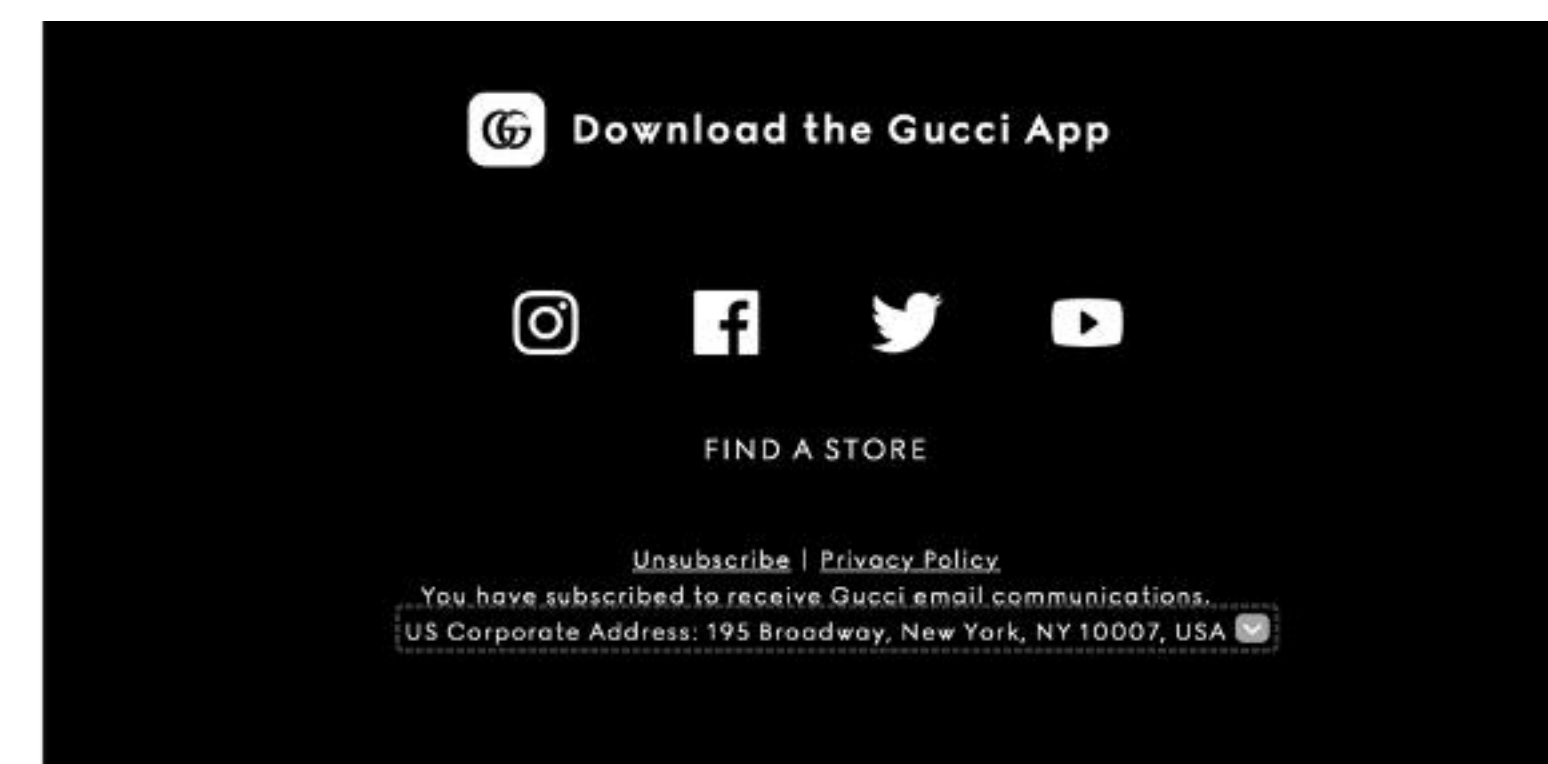 Download the Gucci App
FIND A STORE
Unsubscribe | Privacy Policy
You have subscribed to receive Gucci email communications.
US Corporate Address: 195 Broadway, New York, NY 10007, USA